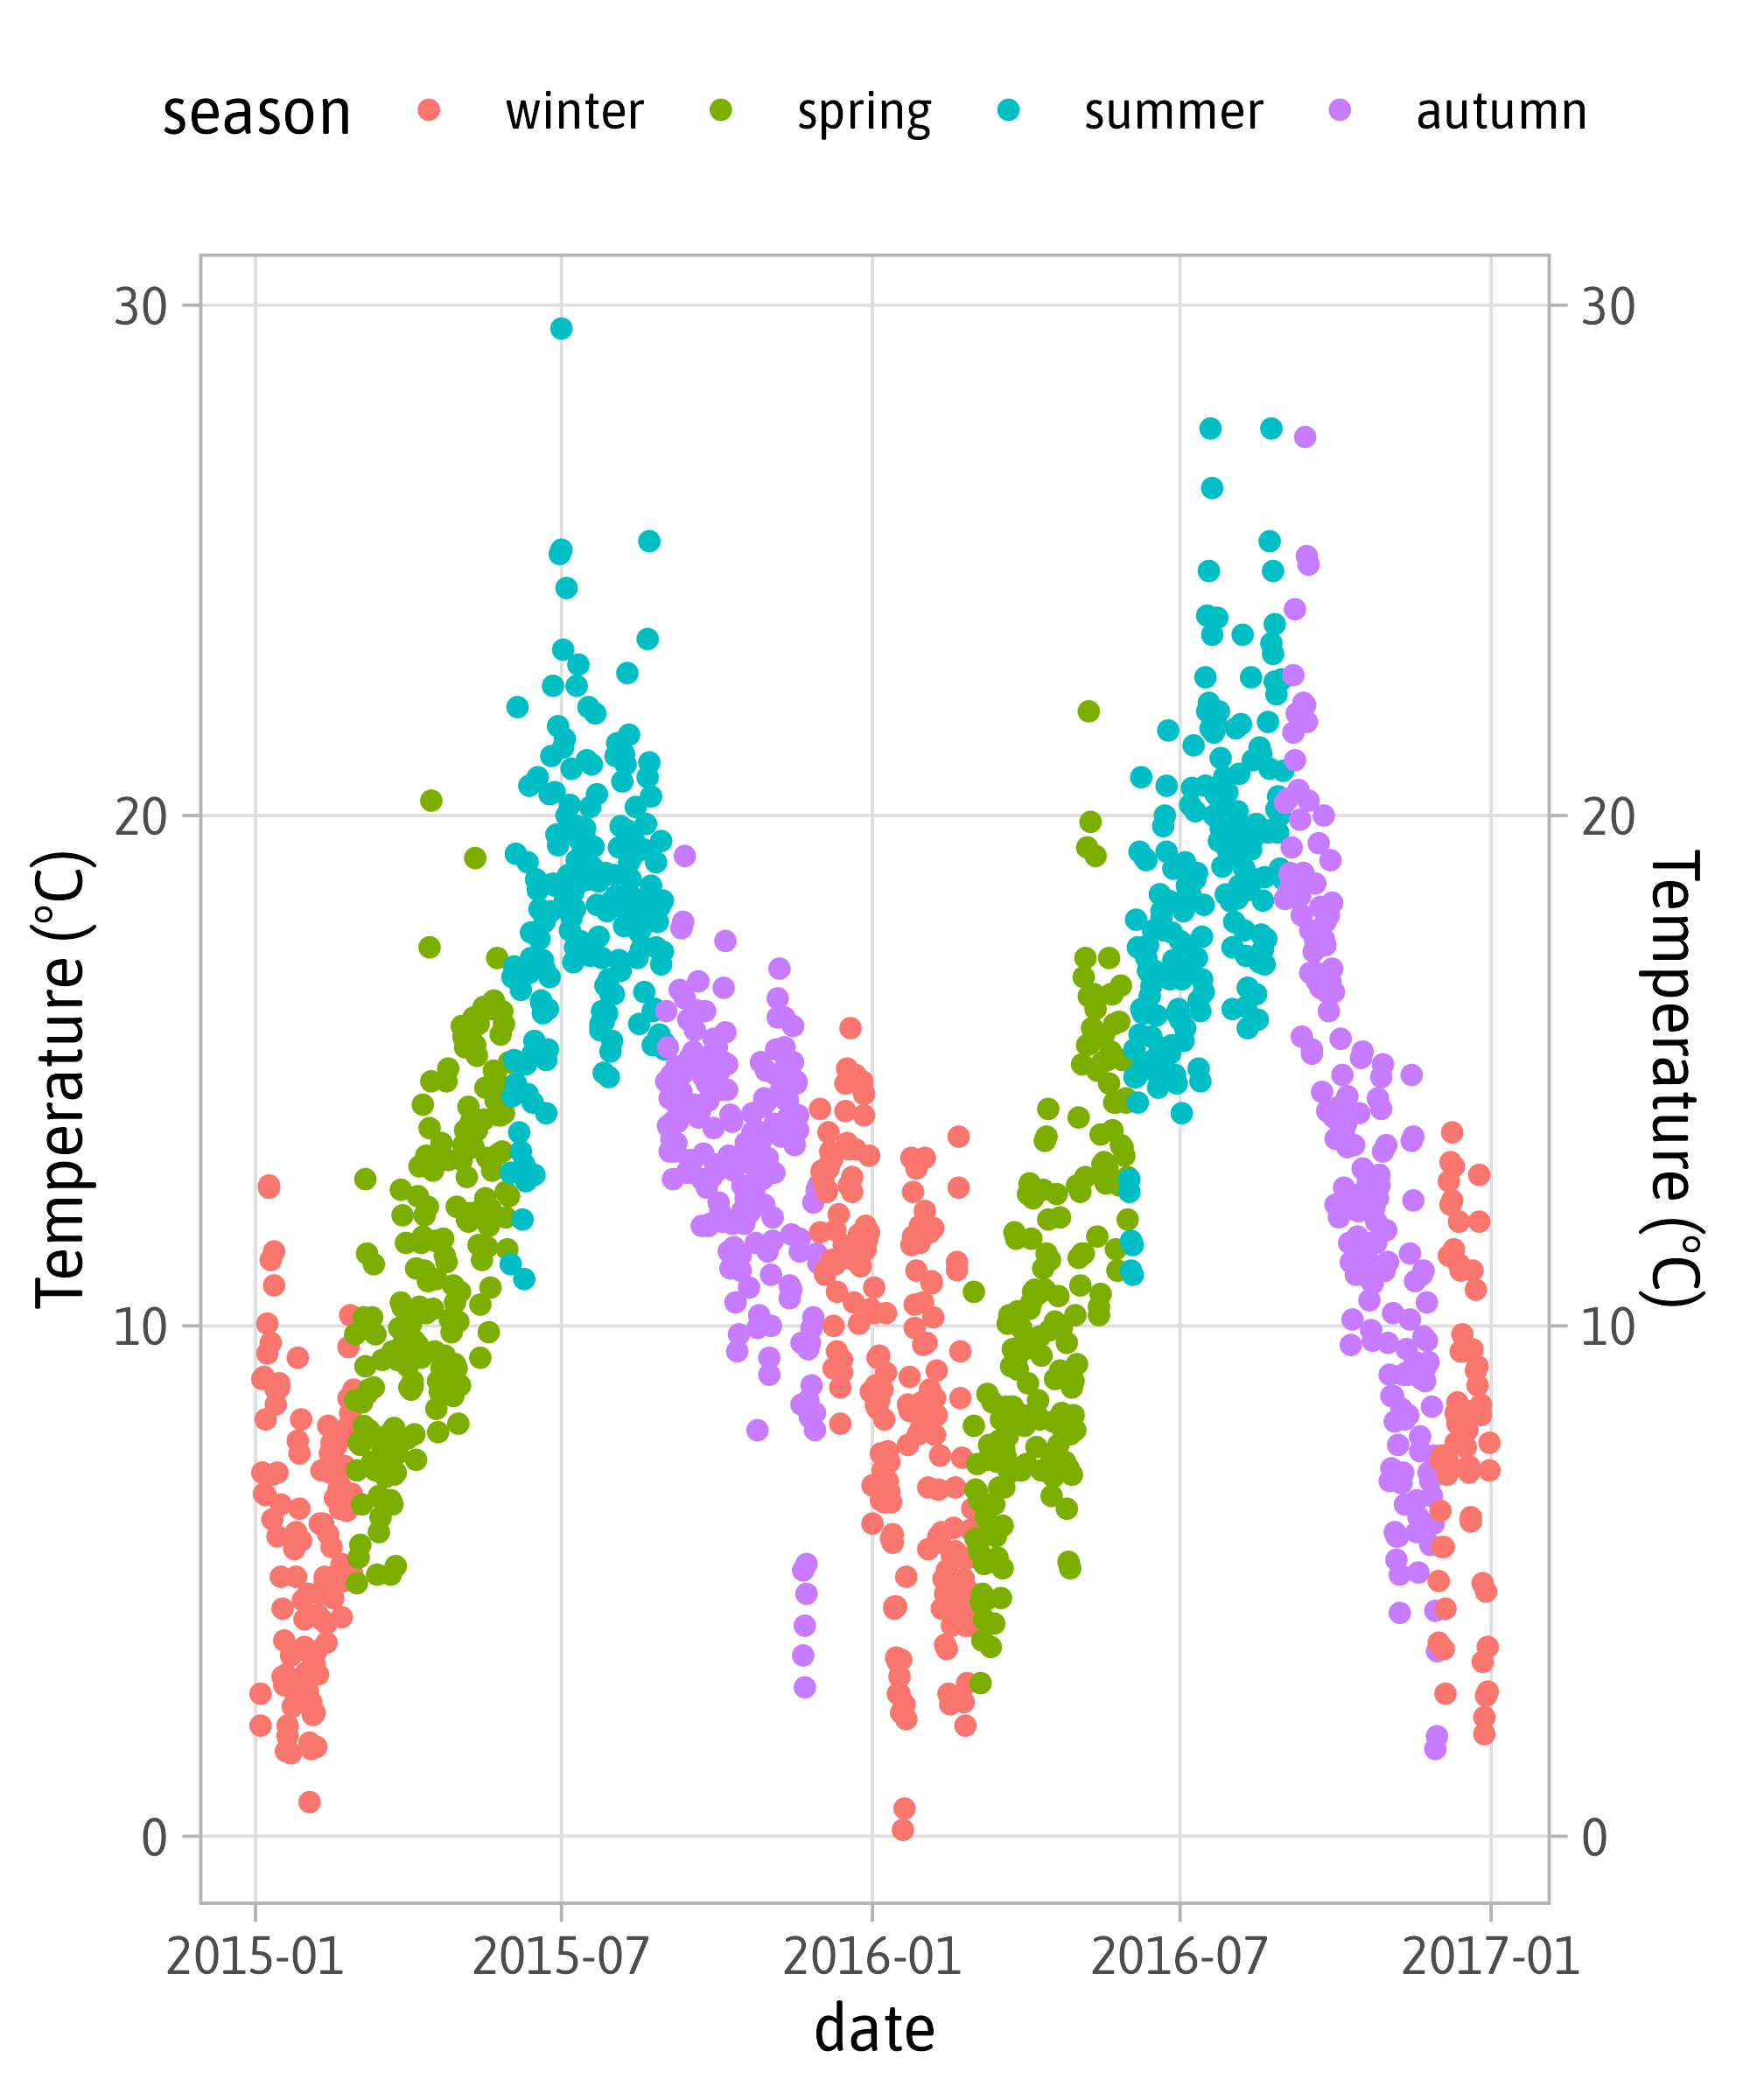 season winter spring summer autumn
30 30
20 20
10 10
0 0
Temperature (°C)
Temperature (°C)
2015-01 2015-07 2016-01 2016-07 2017-01
date